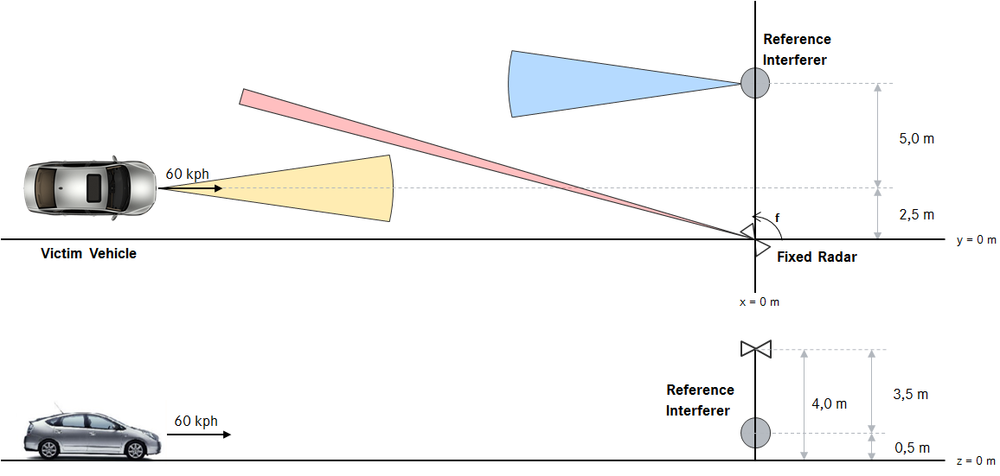 Reference
Interferer
5,0 m
60 kph
2,5 m
f
y = 0 m
Victim Vehicle
Fixed Radar
x = 0 m
Reference
Interferer
3,5 m
4,0 m
60 kph
0,5 m
z = 0 m